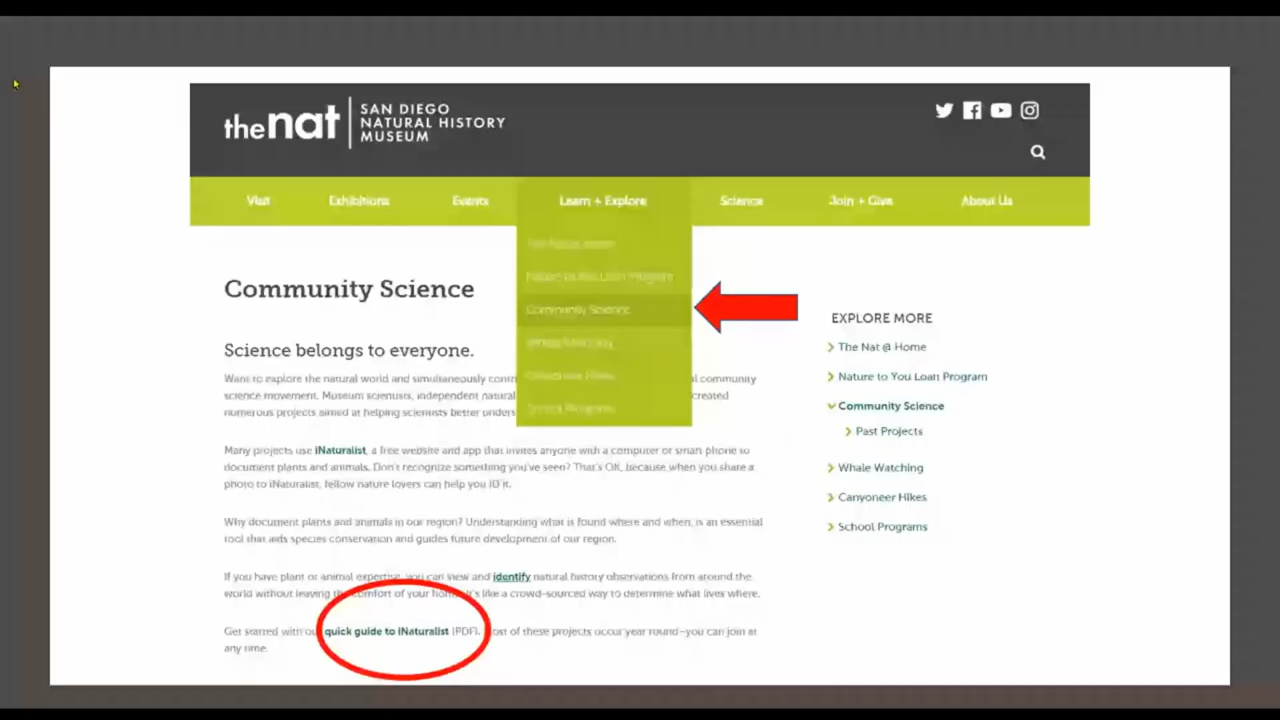 thenat
SAN DIEGO
NATURAL HISTORY
MUSEUM
Visit
Exhibitions
Events
Learn + Explore
Science
Join + Give
About Us
Nature to You Loan Program
Community Science
Community Science
Science belongs to everyone.
Want to explore the natural world and simultaneously community
science movement. Museum scientists, independent created
numerous projects aimed at helping scientists better
Many projects use iNaturalist, a free website and app that invites anyone with a computer or smart phone to
document plants and animals. Don't recognize something you've seen? That's OK, because when you share a
photo to iNaturalist, fellow nature lovers can help you ID it.
Why document plants and animals in our region? Understanding what is found where and when, is an essential
tool that aids species conservation and guides future development of our region.
If you have plant or animal expertise, you can view and identify natural history observations from around the
world without leaving the comfort of your home. It's like a crowd-sourced way to determine what lives where.
Get started with our quick guide to iNaturalist (PDF). Most of these projects occur year round—you can join at
any time.
EXPLORE MORE
The Nat @ Home
Nature to You Loan Program
Community Science
Past Projects
Whale Watching
Canyoneer Hikes
School Programs